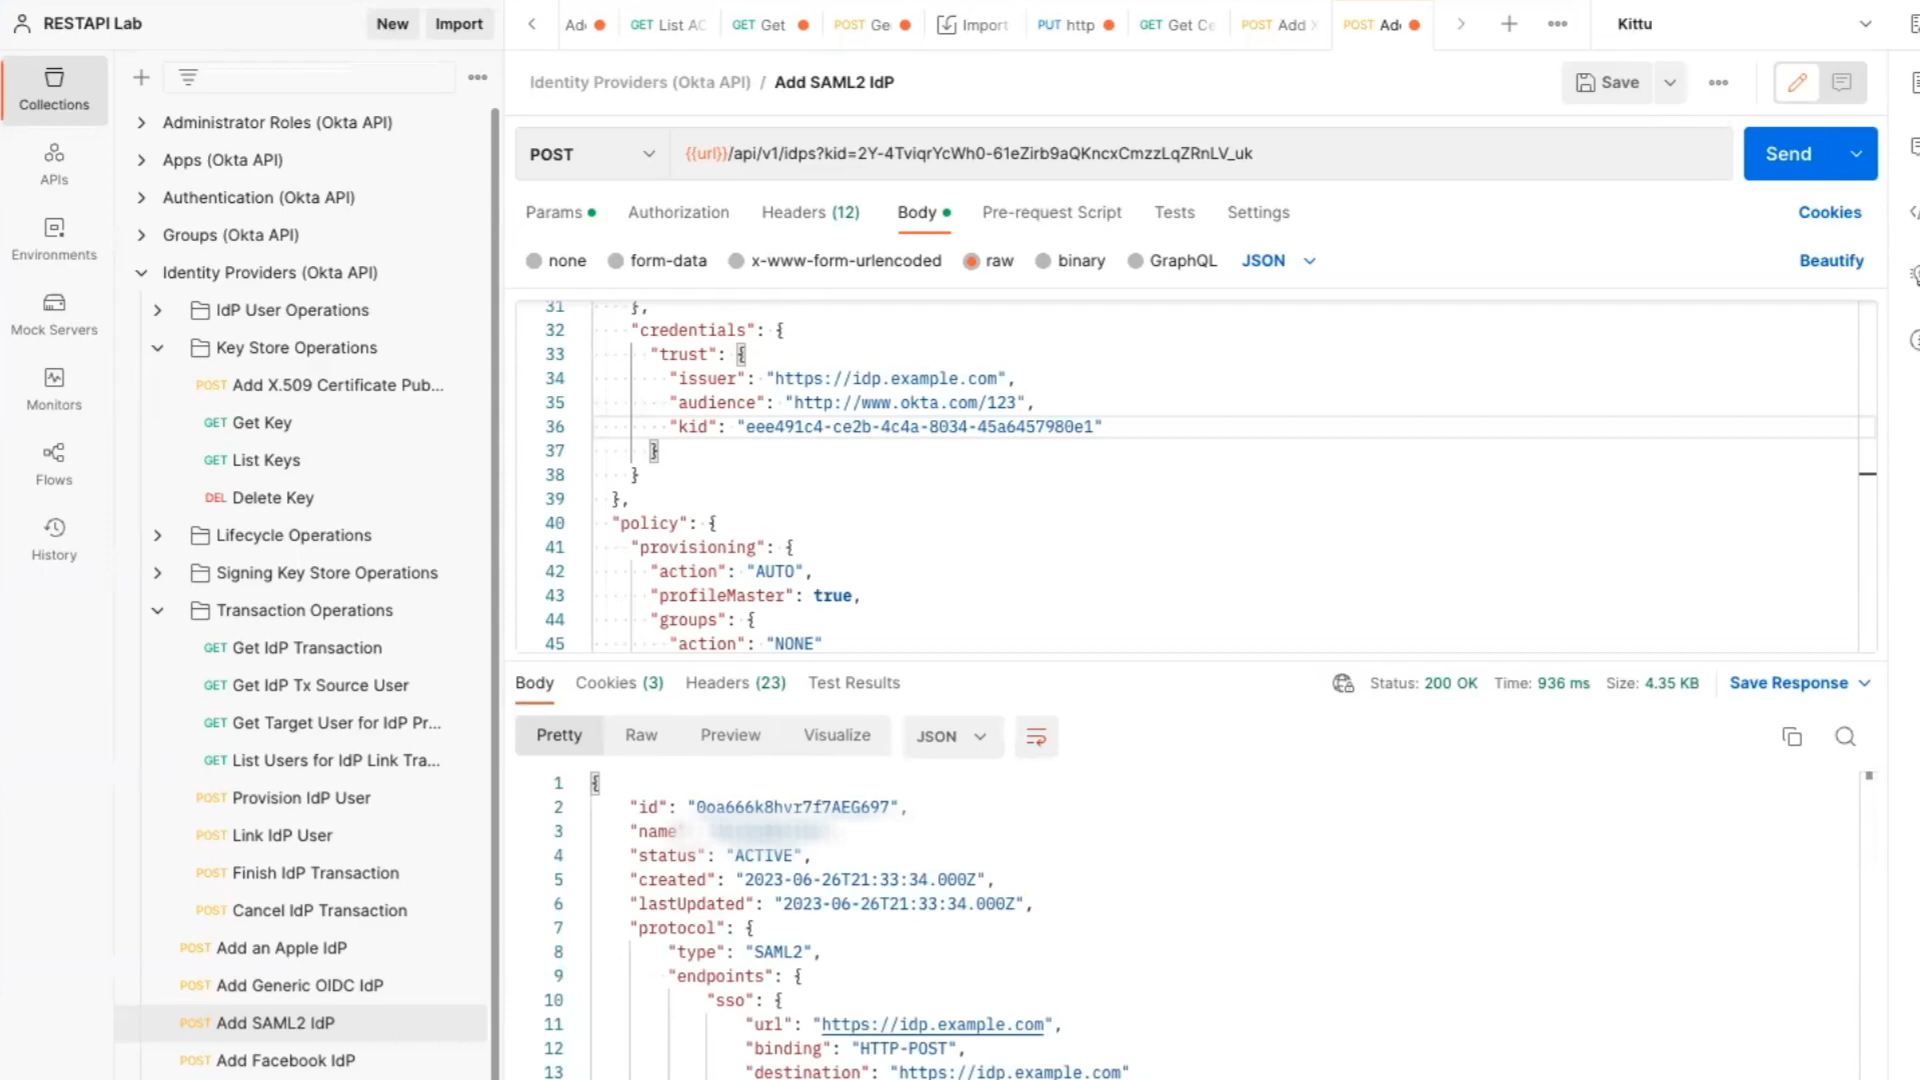 RESTAPI Lab
New
Import
Ad
GET List AC
GET Get
POST Ge
Import
PUT http
GET Get Ce
POST Add X
POST Ad
Kittu
Collections
APIs
Environments
Mock Servers
Monitors
Flows
History
Administrator Roles (Okta API)
Apps (Okta API)
Authentication (Okta API)
Groups (Okta API)
Identity Providers (Okta API)
IdP User Operations
Key Store Operations
POST Add X.509 Certificate Pub...
GET Get Key
GET List Keys
DEL Delete Key
Lifecycle Operations
Signing Key Store Operations
Transaction Operations
GET Get IdP Transaction
GET Get IdP Tx Source User
GET Get Target User for IdP Pr...
GET List Users for IdP Link Tra...
POST Provision IdP User
POST Link IdP User
POST Finish IdP Transaction
POST Cancel IdP Transaction
POST Add an Apple IdP
POST Add Generic OIDC IdP
POST Add SAML2 IdP
POST Add Facebook IdP
Identity Providers (Okta API) / Add SAML2 IdP
Save
POST
{{url}}/api/v1/idps?kid=2Y-4TviqrYcWh0-61eZirb9aQKncxCmzzLqZRnLV_uk
Send
Params
Authorization
Headers (12)
Body
Pre-request Script
Tests
Settings
Cookies
none
form-data
x-www-form-urlencoded
raw
binary
GraphQL
JSON
Beautify
31 },
32 "credentials": {
33 "trust": {
34 "issuer": "https://idp.example.com",
35 "audience": "http://www.okta.com/123",
36 "kid": "eee491c4-ce2b-4c4a-8034-45a6457980e1"
37 }
38 }
39 },
40 "policy": {
41 "provisioning": {
42 "action": "AUTO",
43 "profileMaster": true,
44 "groups": {
45 "action": "NONE"
Body
Cookies (3)
Headers (23)
Test Results
Status: 200 OK
Time: 936 ms
Size: 4.35 KB
Save Response
Pretty
Raw
Preview
Visualize
JSON
1 {
2 "id": "0oa666k8hvr7f7AEG697",
3 "name
4 "status": "ACTIVE",
5 "created": "2023-06-26T21:33:34.000Z",
6 "lastUpdated": "2023-06-26T21:33:34.000Z",
7 "protocol": {
8 "type": "SAML2",
9 "endpoints": {
10 "sso": {
11 "url": "https://idp.example.com",
12 "binding": "HTTP-POST",
13 "destination": "https://idp.example.com"